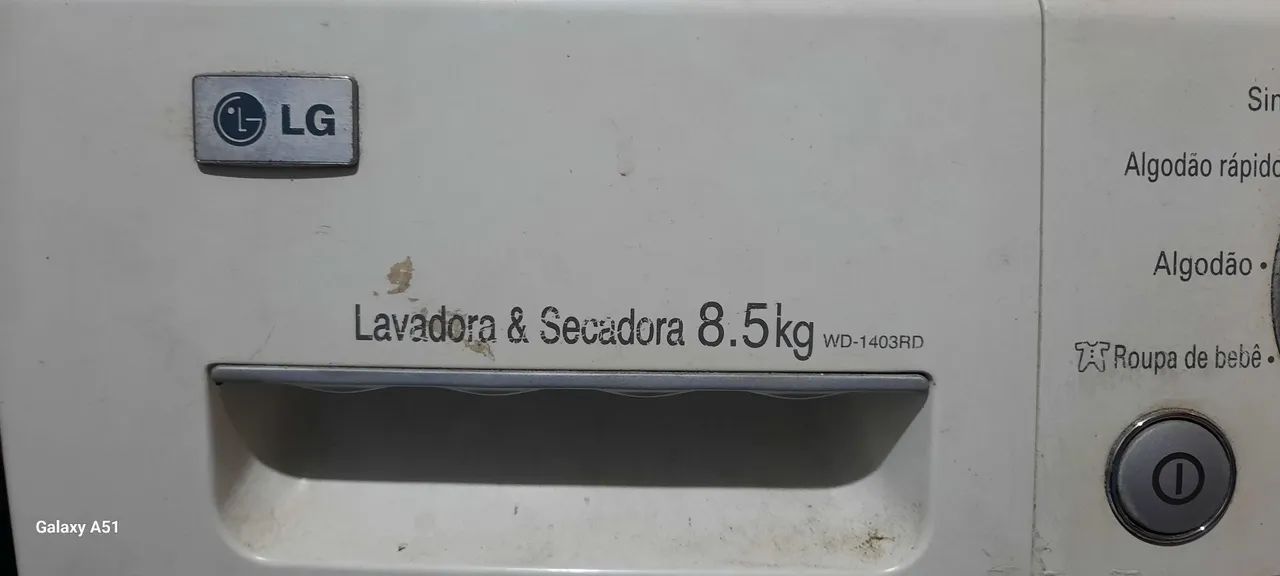 LG
Lavadora & Secadora 8.5kg WD-1403RD
Algodão rápido
Algodão
Roupa de bebê
Galaxy A51